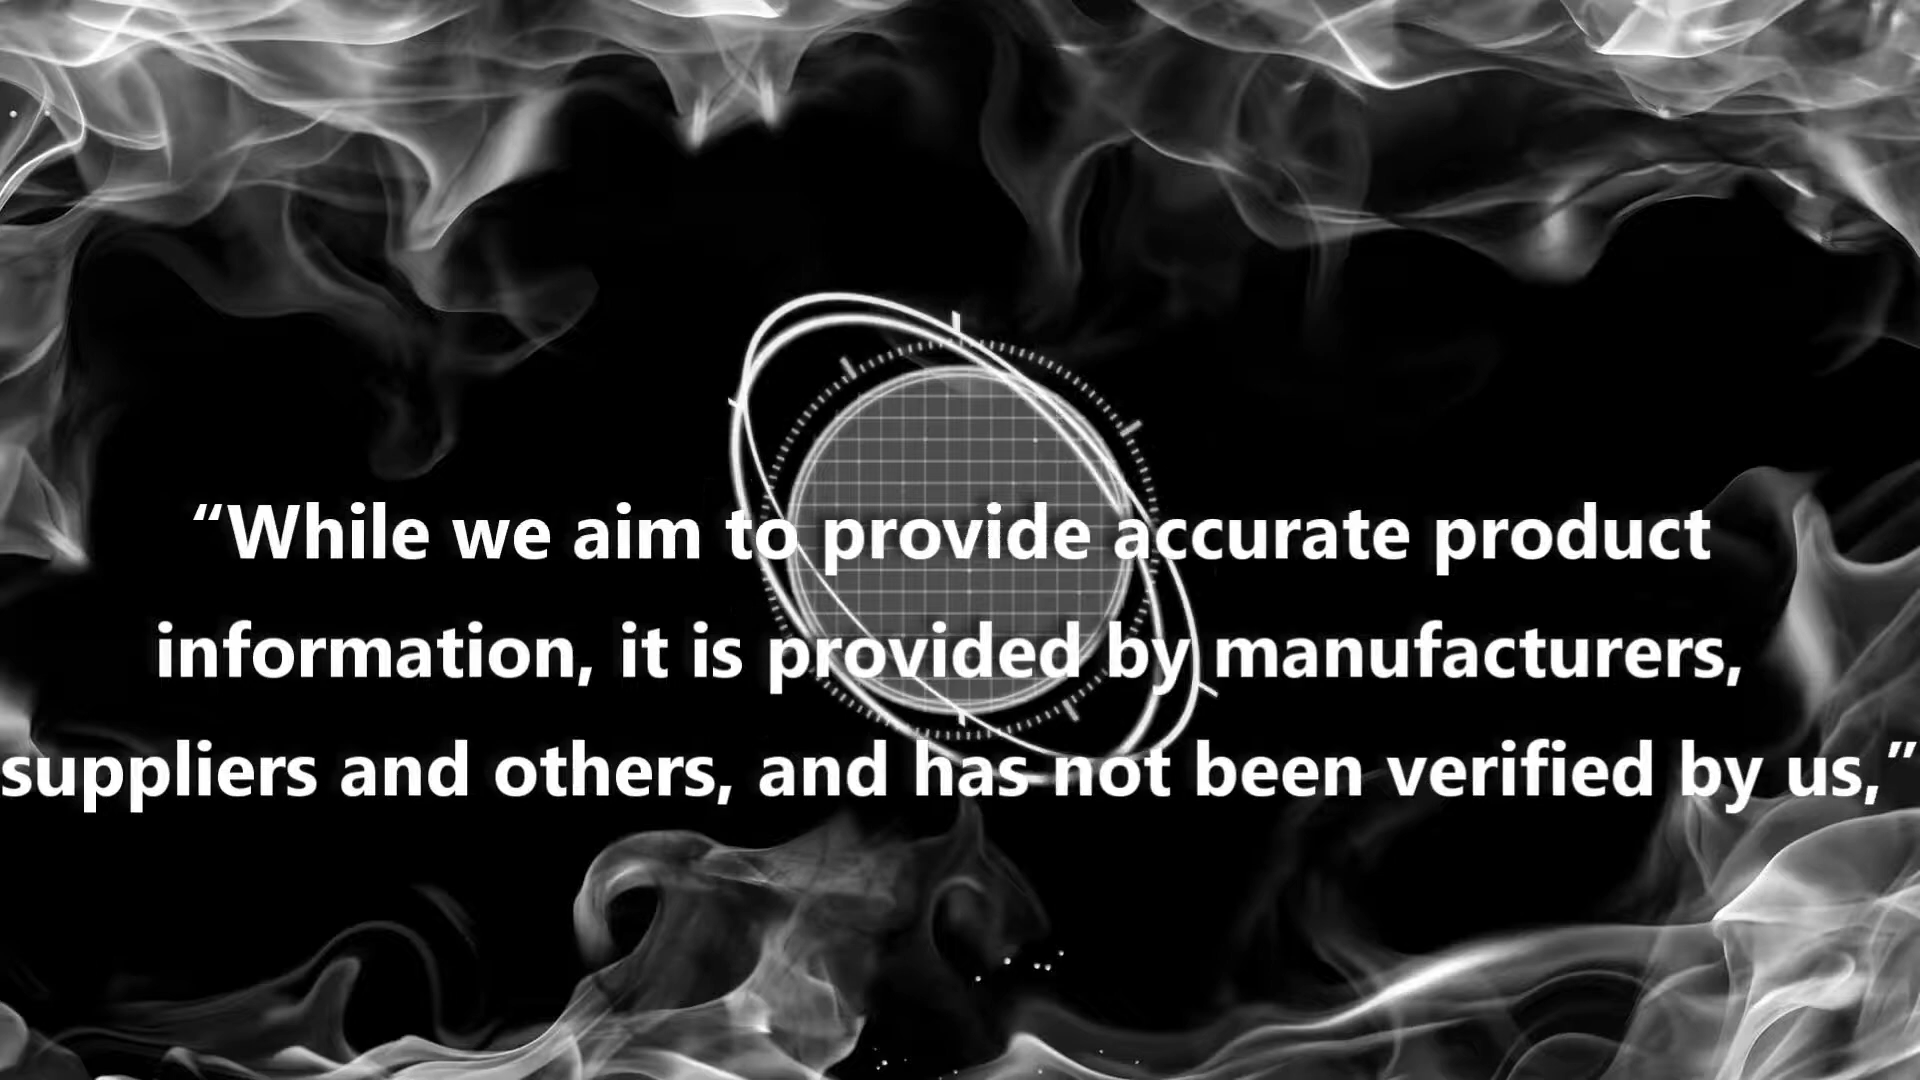 “While we aim to provide accurate product
information, it is provided by manufacturers,
suppliers and others, and has not been verified by us,”